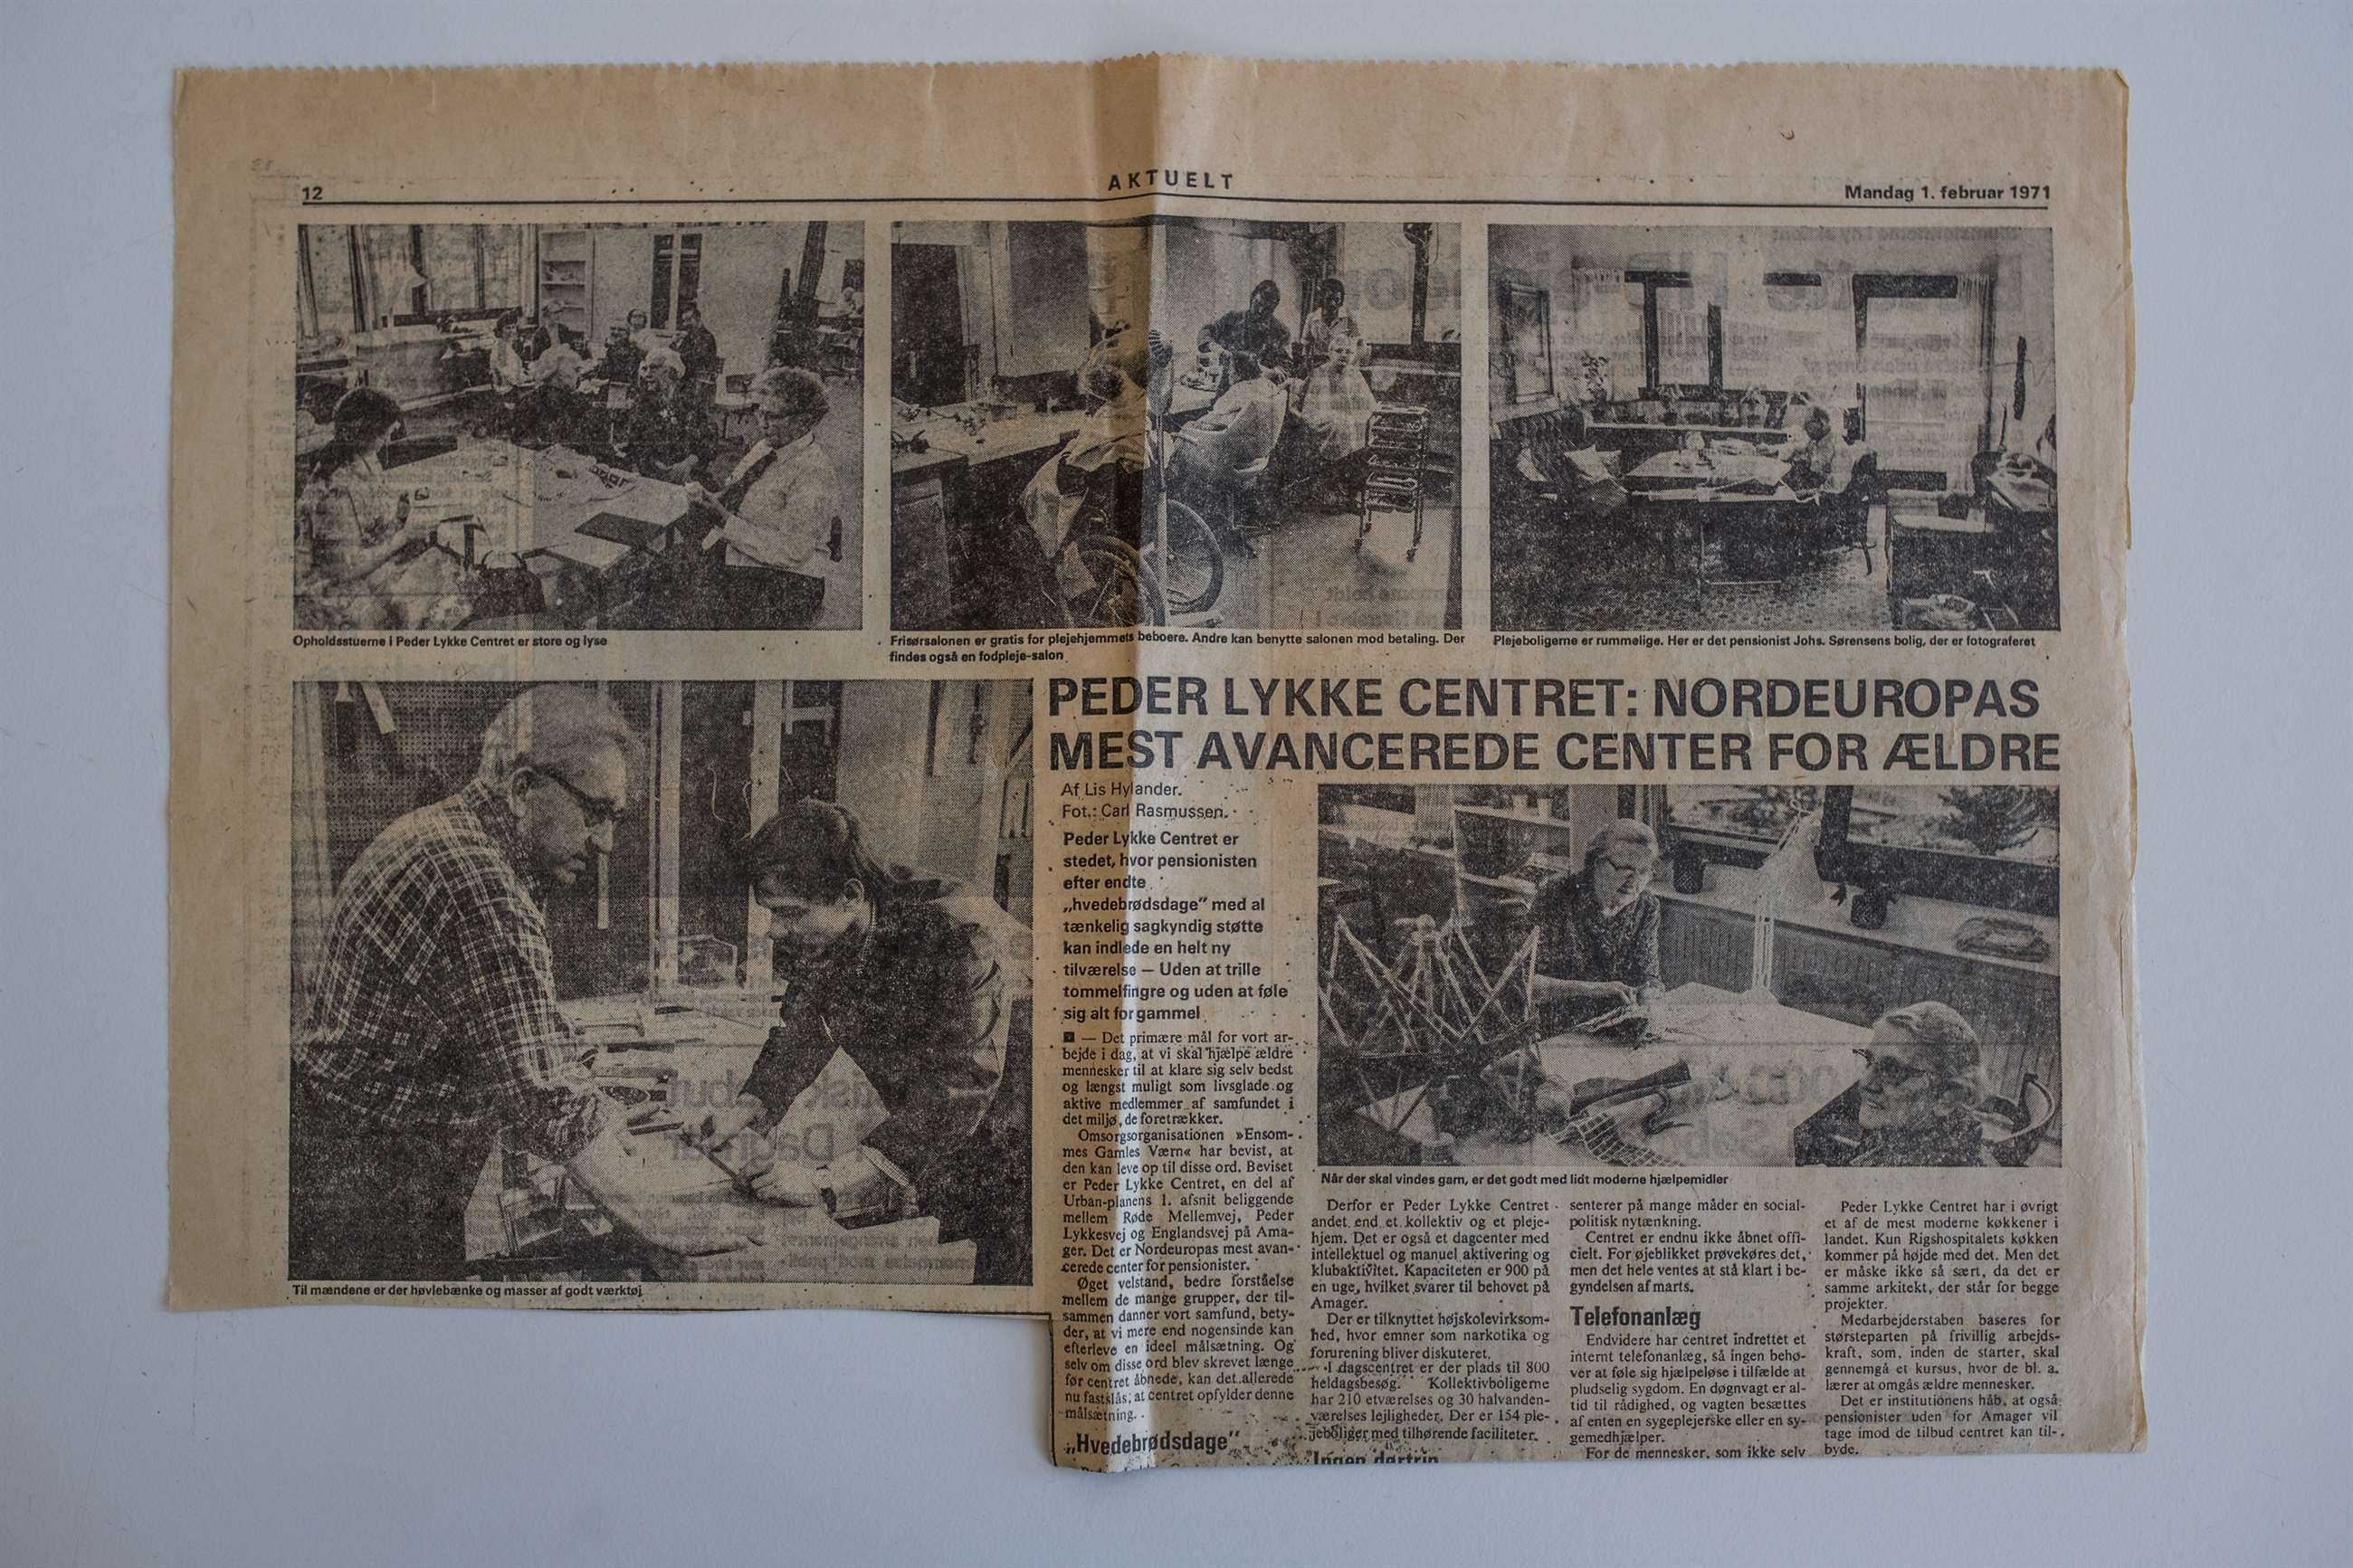 12
AKTUELT
Mandag 1. februar 1971
Opholdsstuerne i Peder Lykke Centret er store og lyse
Frisørsalonen er gratis for plejehjemmets beboere. Andre kan benytte salonen mod betaling. Der
findes også en fodpleje-salon
Plejeboligerne er rummelige. Her er det pensionist Johs. Sørensens bolig, der er fotograferet
Til mændene er der høvlebænke og masser af godt værktøj
PEDER LYKKE CENTRET: NORDEUROPAS
MEST AVANCEREDE CENTER FOR ÆLDRE
Af Lis Hylander.
Fot.: Carl Rasmussen.
Peder Lykke Centret er
stedet, hvor pensionisten
efter endte
„hvedebrødsdage” med al
tænkelig sagkyndig støtte
kan indlede en helt ny
tilværelse — Uden at trille
tommelfingre og uden at føle
sig alt for gammel
— Det primære mål for vort ar-
bejde i dag, at vi skal hjælpe ældre
mennesker til at klare sig selv bedst
og længst muligt som livsglade og
aktive medlemmer af samfundet i
det miljø, de foretrækker.
Omsorgsorganisationen »Ensom-
mes Gamles Værn« har bevist, at
den kan leve op til disse ord. Beviset
er Peder Lykke Centret, en del af
Urban-planens 1. afsnit beliggende
mellem Røde Mellemvej, Peder
Lykkesvej og Englandsvej på Ama-
ger. Det er Nordeuropas mest avan-
cerede center for pensionister.
Øget velstand, bedre forståelse
mellem de mange grupper, der til-
sammen danner vort samfund, bety-
der, at vi mere end nogensinde kan
efterleve en ideel målsætning. Og
selv om disse ord blev skrevet længe
før centret åbnede, kan det allerede
nu fastslås, at centret opfylder denne
målsætning.
„Hvedebrødsdage”
Når der skal vindes garn, er det godt med lidt moderne hjælpemidler
Derfor er Peder Lykke Centret
andet end et kollektiv og et pleje-
hjem. Det er også et dagcenter med
intellektuel og manuel aktivering og
klubaktivitet. Kapaciteten er 900 på
en uge, hvilket svarer til behovet på
Amager.
Der er tilknyttet højskolevirksom-
hed, hvor emner som narkotika og
forurening bliver diskuteret.
I dagscentret er der plads til 800
heldagsbesøg. Kollektivboligerne
har 210 etværelses og 30 halvanden-
værelses lejligheder. Der er 154 ple-
jeboliger med tilhørende faciliteter.
Ingen dørtrin
senterer på mange måder en social-
politisk nytænkning.
Centret er endnu ikke åbnet offi-
cielt. For øjeblikket prøvekøres det,
men det hele ventes at stå klart i be-
gyndelsen af marts.
Telefonanlæg
Endvidere har centret indrettet et
internt telefonanlæg, så ingen behø-
ver at føle sig hjælpeløse i tilfælde at
pludselig sygdom. En døgnvagt er al-
tid til rådighed, og vagten besættes
af enten en sygeplejerske eller en sy-
gemedhjælper.
For de mennesker, som ikke selv
Peder Lykke Centret har i øvrigt
et af de mest moderne køkkener i
landet. Kun Rigshospitalets køkken
kommer på højde med det. Men det
er måske ikke så sært, da det er
samme arkitekt, der står for begge
projekter.
Medarbejderstaben baseres for
størsteparten på frivillig arbejds-
kraft, som, inden de starter, skal
gennemgå et kursus, hvor de bl. a.
lærer at omgås ældre mennesker.
Det er institutionens håb, at også
pensionister uden for Amager vil
tage imod de tilbud centret kan til-
byde.